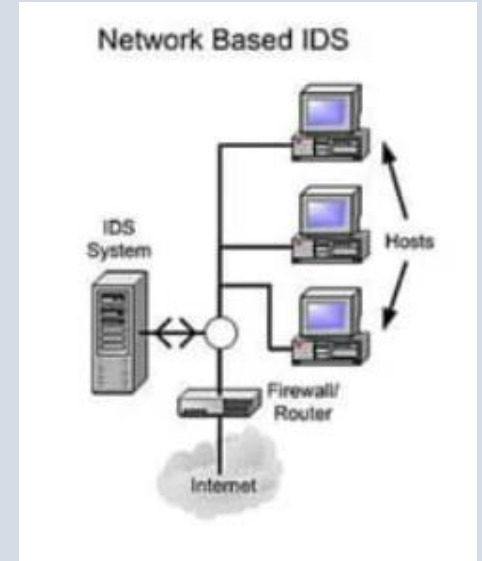 Network Based IDS
IDS
System
Hosts
Firewall/
Router
Internet